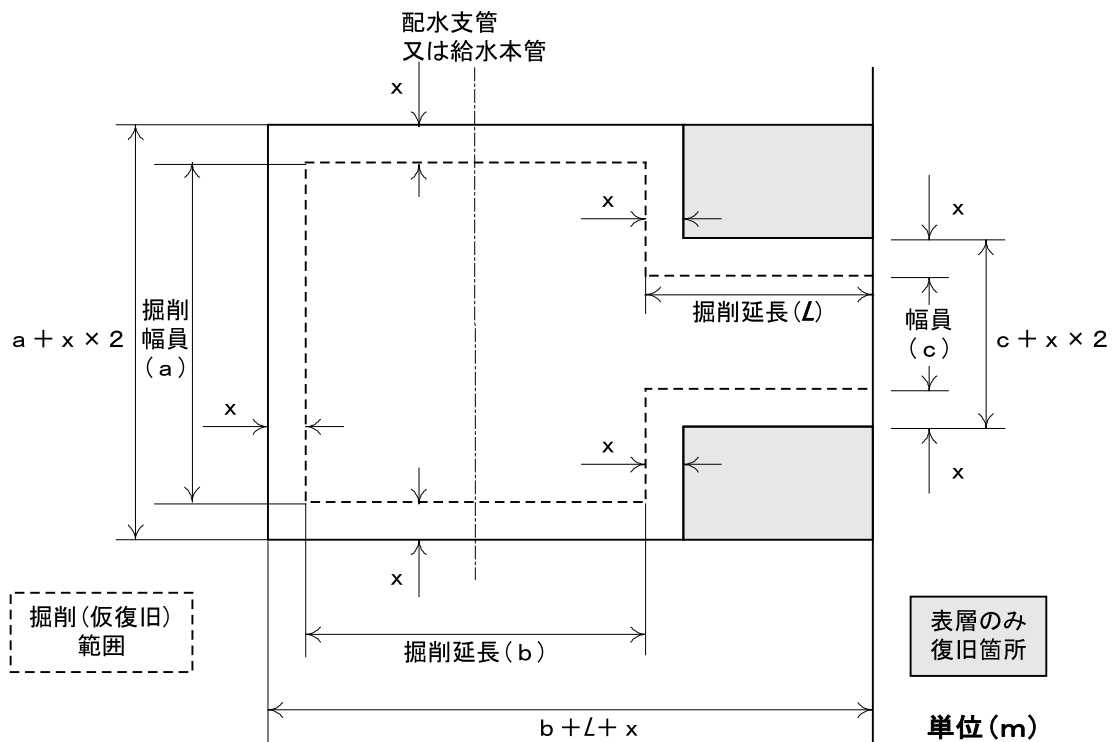 配水支管
又は給水本管
x
x
x
掘削延長(L)
掘削
幅員
(a)
a+x×2
幅員
(c)
c+x×2
x
x
x
x
掘削(仮復旧)
範囲
掘削延長(b)
表層のみ
復旧箇所
b+L+x
単位(m)